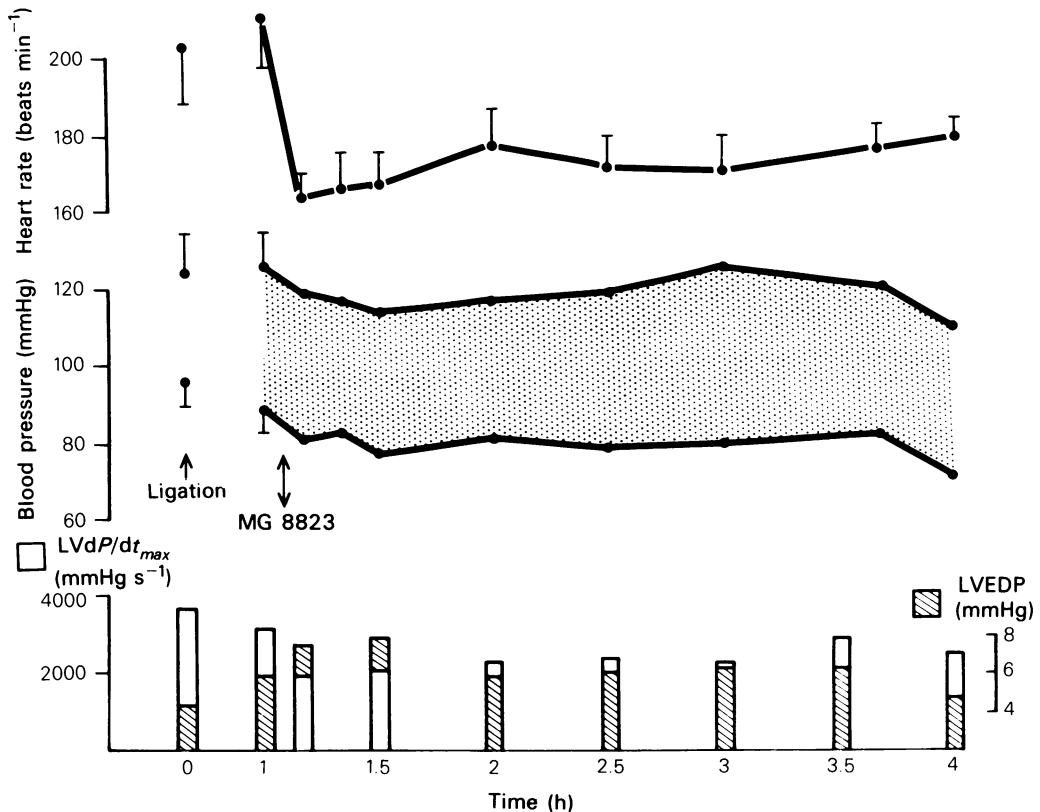 Heart rate (beats min⁻¹)
200
180
160
Blood pressure (mmHg)
120
100
80
60
Ligation
MG 8823
LVdP/dt max
(mmHg s⁻¹)
4000
2000
LVEDP
(mmHg)
8
6
4
0
1
1.5
2
2.5
3
3.5
4
Time (h)